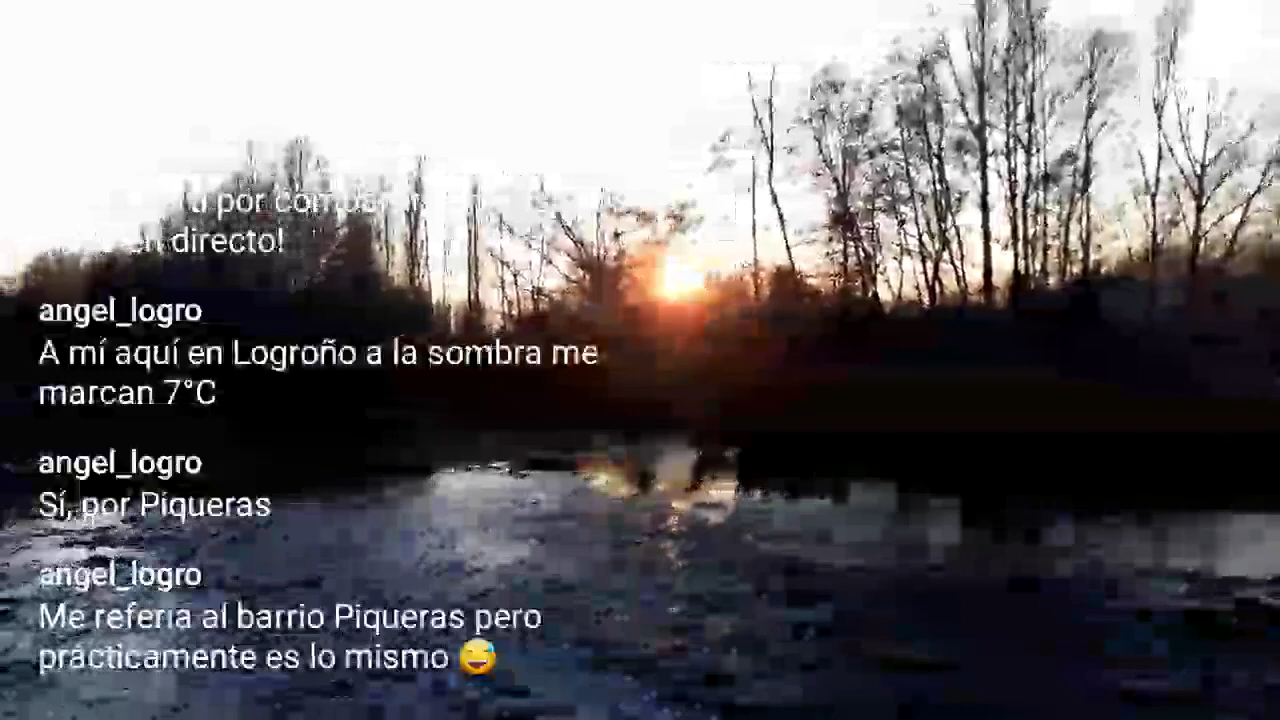 por
directo!
angel_logro
A mí aquí en Logroño a la sombra me
marcan 7°C
angel_logro
Sí, por Piqueras
angel_logro
Me refería al barrio Piqueras pero
prácticamente es lo mismo 😅